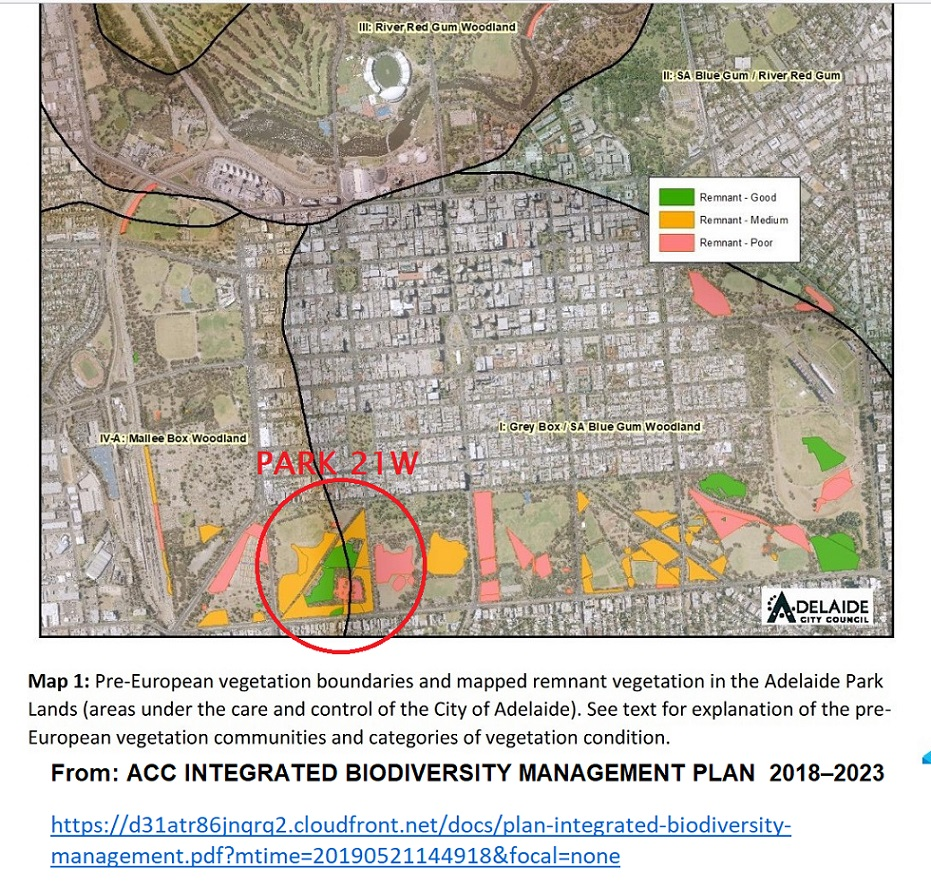 III: River Red Gum Woodland
II: SA Blue Gum / River Red Gum
Remnant - Good
Remnant - Medium
Remnant - Poor
IV-A: Mallee Box Woodland
I: Grey Box / SA Blue Gum Woodland
PARK 21W
ADELAIDE
CITY COUNCIL
Map 1: Pre-European vegetation boundaries and mapped remnant vegetation in the Adelaide Park
Lands (areas under the care and control of the City of Adelaide). See text for explanation of the pre-
European vegetation communities and categories of vegetation condition.
From: ACC INTEGRATED BIODIVERSITY MANAGEMENT PLAN 2018–2023
https://d31atr86jnqrq2.cloudfront.net/docs/plan-integrated-biodiversity-
management.pdf?mtime=20190521144918&focal=none